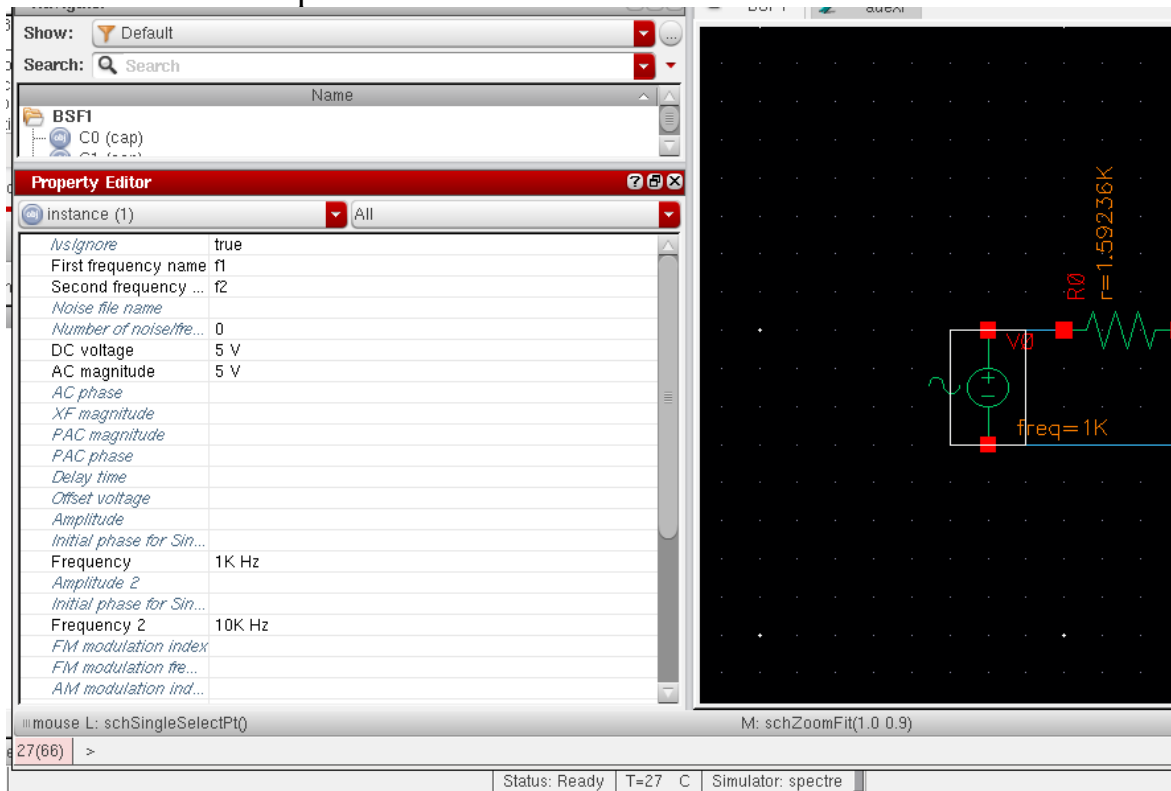 Show: Default ...
Search: Search
Name
BSF1
C0 (cap)
Property Editor
instance (1) All
lvsIgnore true
First frequency name f1
Second frequency ... f2
Noise file name
Number of noise/fre... 0
DC voltage 5 V
AC magnitude 5 V
AC phase
XF magnitude
PAC magnitude
PAC phase
Delay time
Offset voltage
Amplitude
Initial phase for Sin...
Frequency 1K Hz
Amplitude 2
Initial phase for Sin...
Frequency 2 10K Hz
FM modulation index
FM modulation fre...
AM modulation ind...
R0
r=1.59236K
V0
freq=1K
mouse L: schSingleSelectPt() M: schZoomFit(1.0 0.9)
27(66) >
Status: Ready T=27 C Simulator: spectre